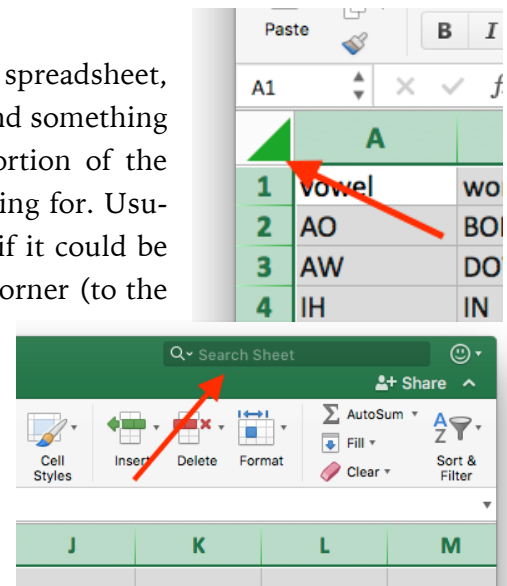 spreadsheet,
nd something
ortion of the
ing for. Usu-
if it could be
orner (to the
Paste
B I
A1
A
1 vowel wo
2 AO BO
3 AW DO
4 IH IN
Search Sheet
Share
Cell Styles
Insert
Delete
Format
AutoSum
Fill
Clear
Sort & Filter
J K L M